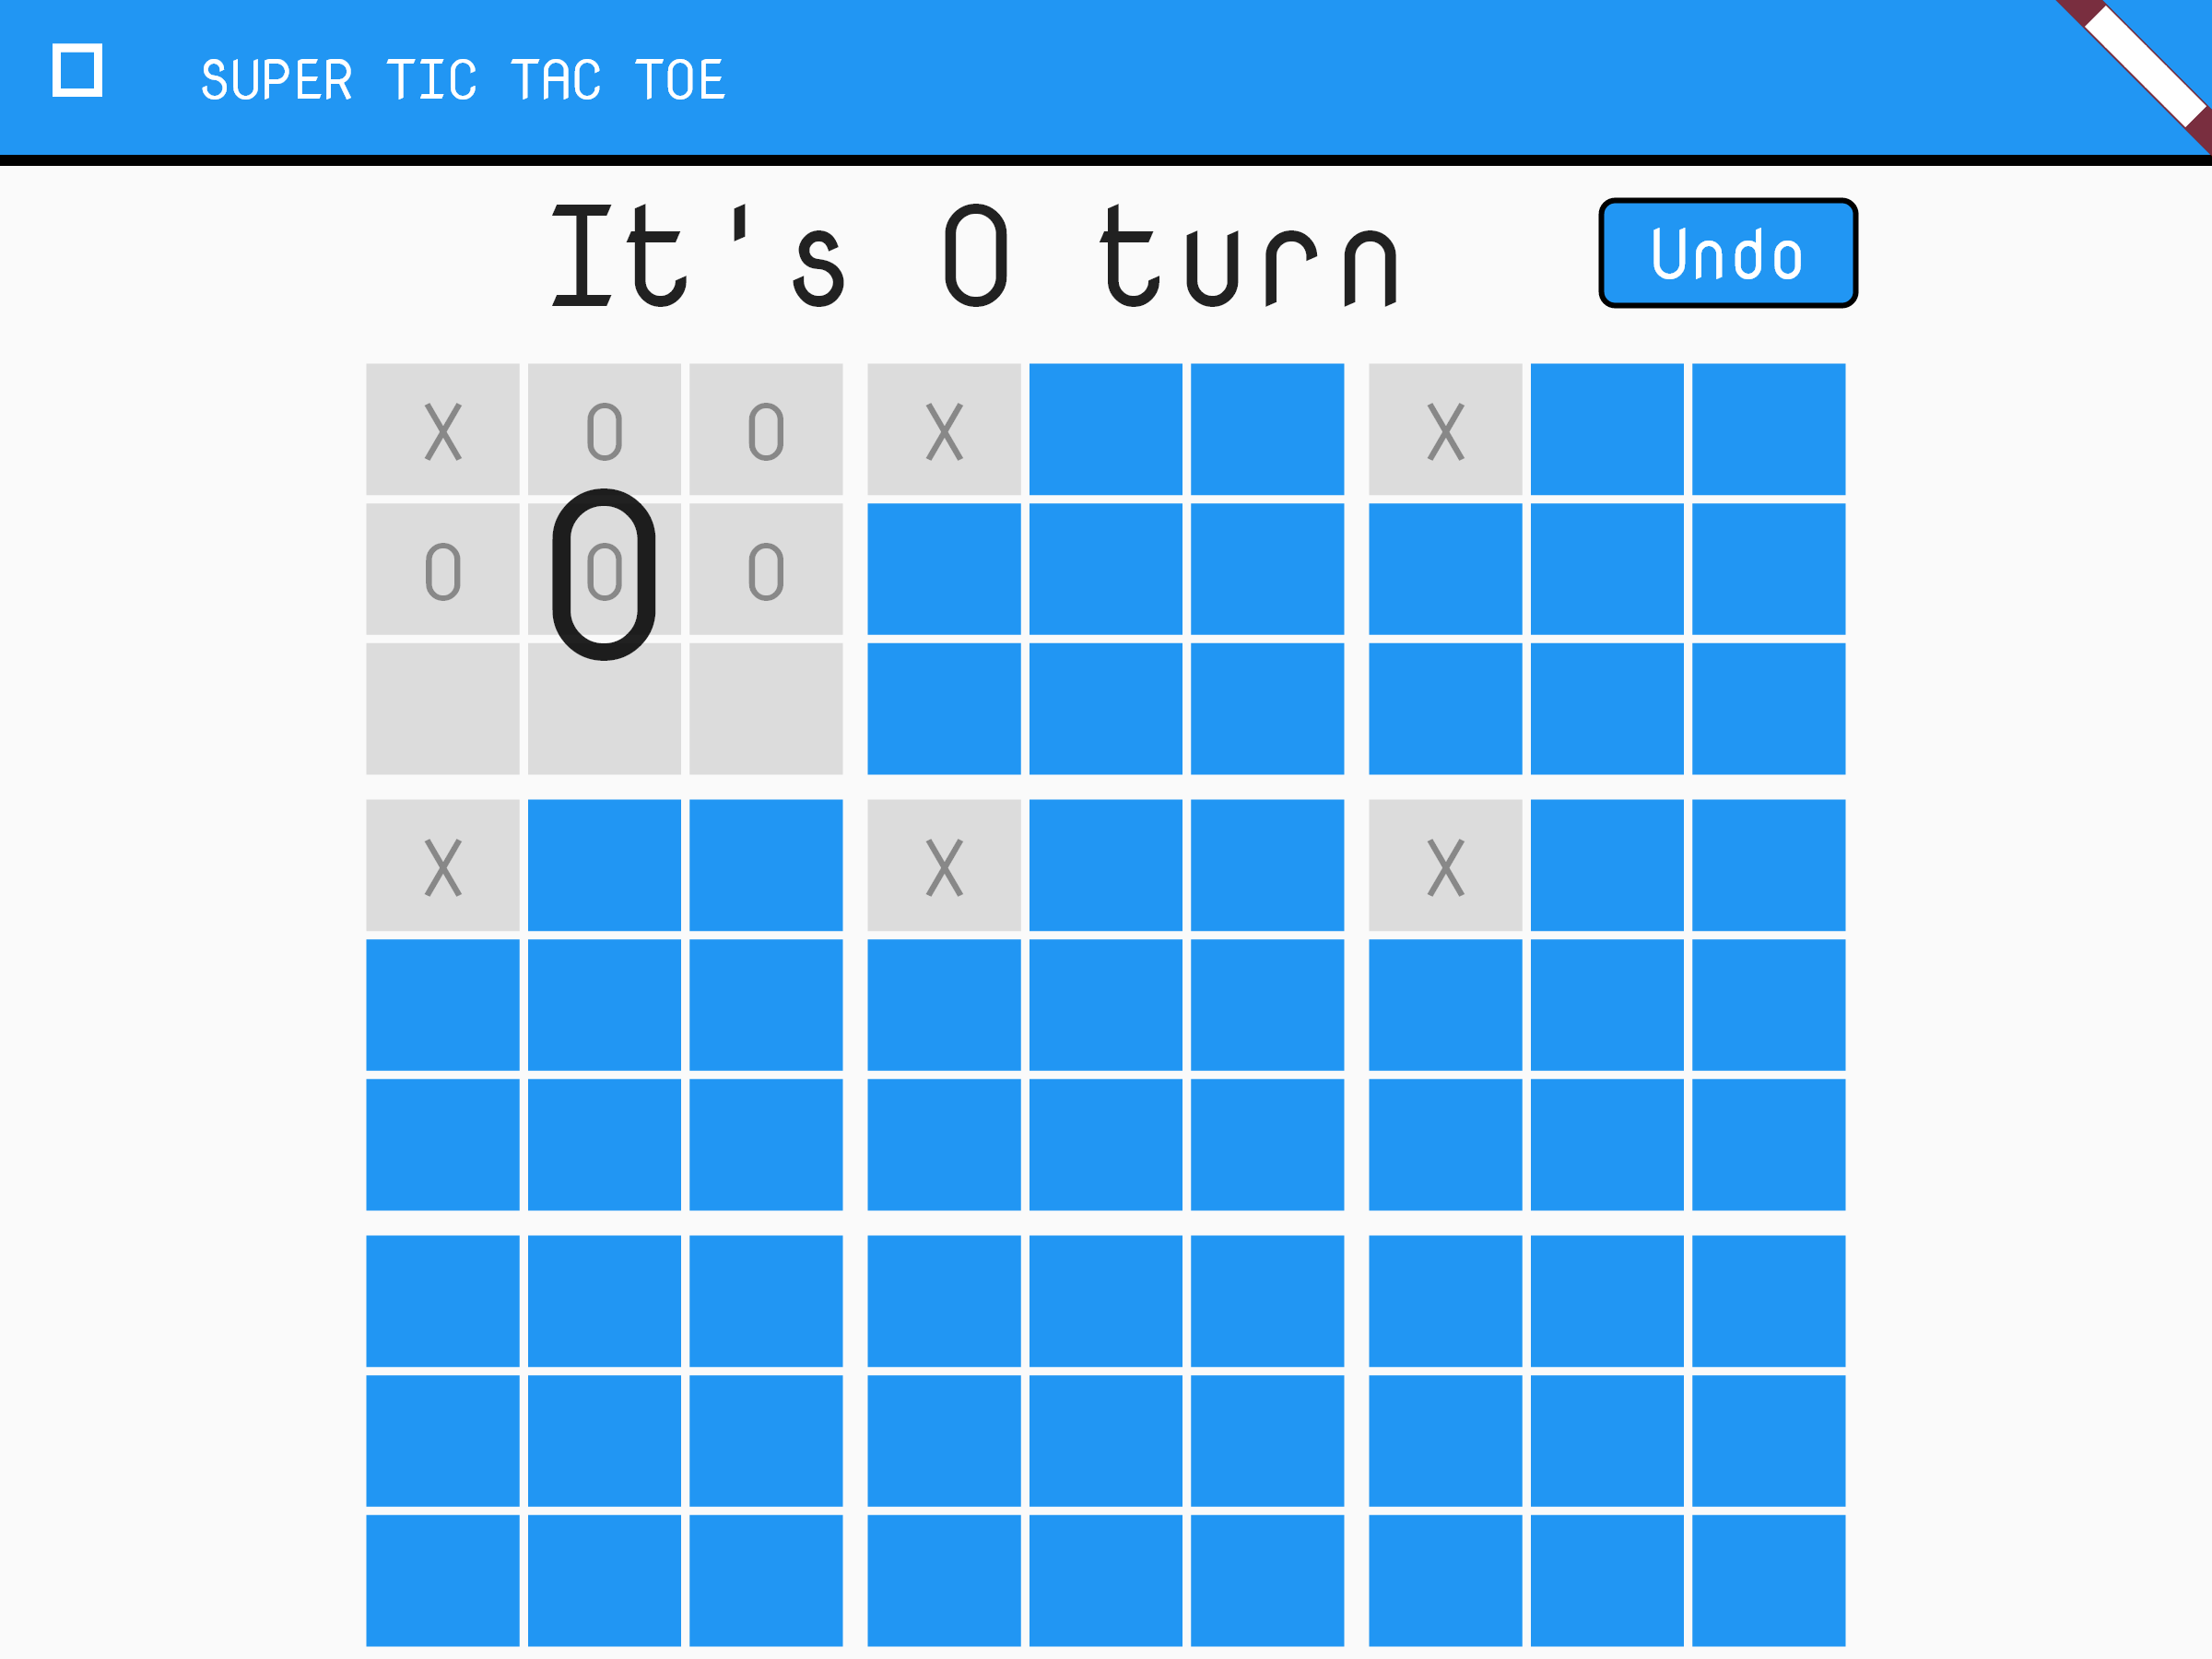 SUPER TIC TAC TOE
It's O turn
Undo
X O O X X
O O O
O
X X X